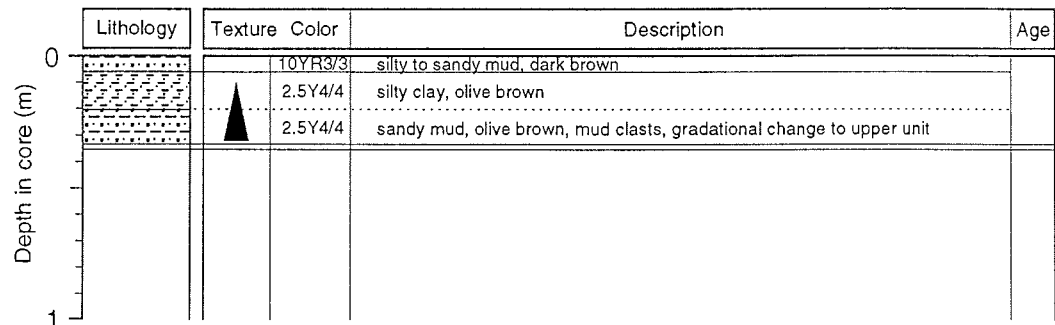 Lithology Texture Color Description Age
0
10YR3/3 silty to sandy mud, dark brown
2.5Y4/4 silty clay, olive brown
2.5Y4/4 sandy mud, olive brown, mud clasts, gradational change to upper unit
Depth in core (m)
1